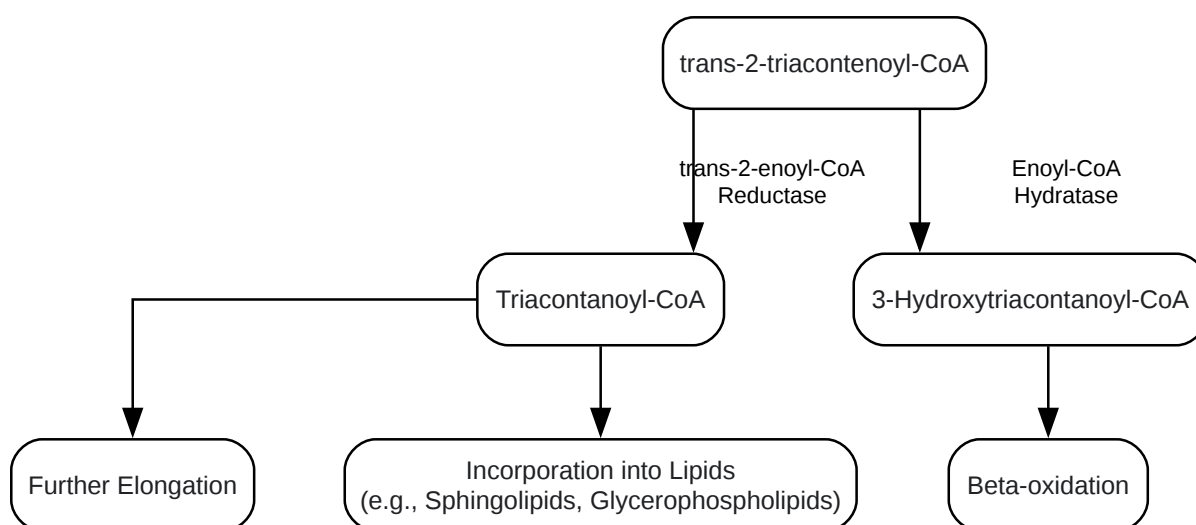 trans-2-triacontenoyl-CoA
trans-2-enoyl-CoA
Reductase
Enoyl-CoA
Hydratase
Triacontanoyl-CoA
3-Hydroxytriacontanoyl-CoA
Further Elongation
Incorporation into Lipids
(e.g., Sphingolipids, Glycerophospholipids)
Beta-oxidation